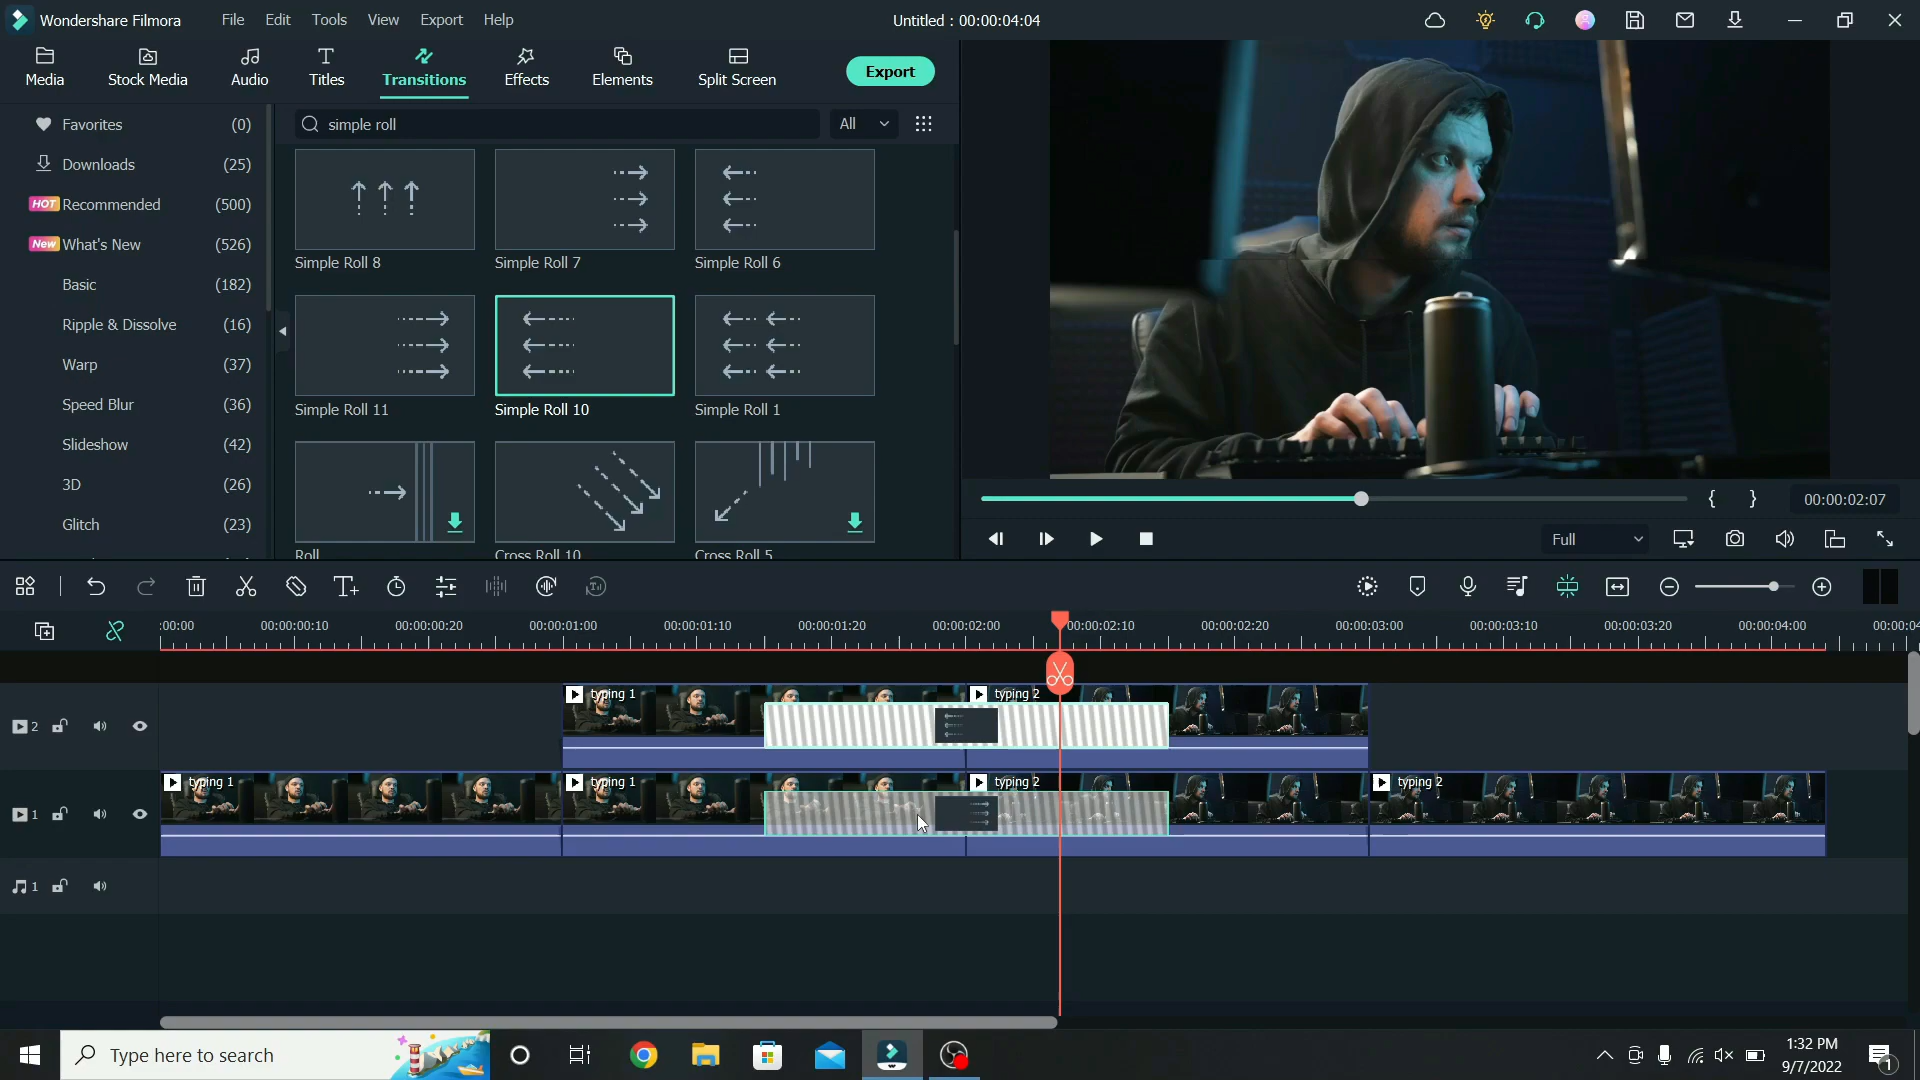 Wondershare Filmora
File
Edit
Tools
View
Export
Help
Untitled : 00:00:04:04
Media
Stock Media
Audio
Titles
Transitions
Effects
Elements
Split Screen
Export
Favorites (0)
Downloads (25)
HOT Recommended (500)
New What's New (526)
Basic (182)
Ripple & Dissolve (16)
Warp (37)
Speed Blur (36)
Slideshow (42)
3D (26)
Glitch (23)
simple roll
All
Simple Roll 8
Simple Roll 7
Simple Roll 6
Simple Roll 11
Simple Roll 10
Simple Roll 1
Roll
Cross Roll 10
Cross Roll 5
{ }
00:00:02:07
Full
:00:00
00:00:00:10
00:00:00:20
00:00:01:00
00:00:01:10
00:00:01:20
00:00:02:00
00:00:02:10
00:00:02:20
00:00:03:00
00:00:03:10
00:00:03:20
00:00:04:00
00:00:04
2
typing 1
typing 2
1
typing 1
typing 1
typing 2
typing 2
1
Type here to search
1:32 PM
9/7/2022
1